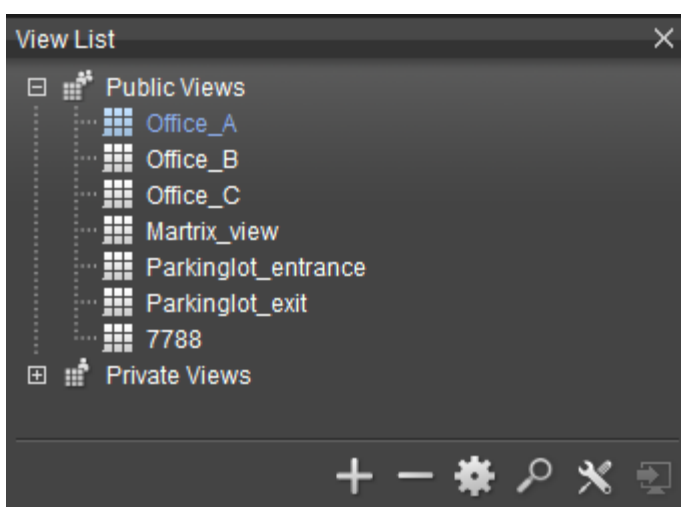 View List
Public Views
Office_A
Office_B
Office_C
Martrix_view
Parkinglot_entrance
Parkinglot_exit
7788
Private Views